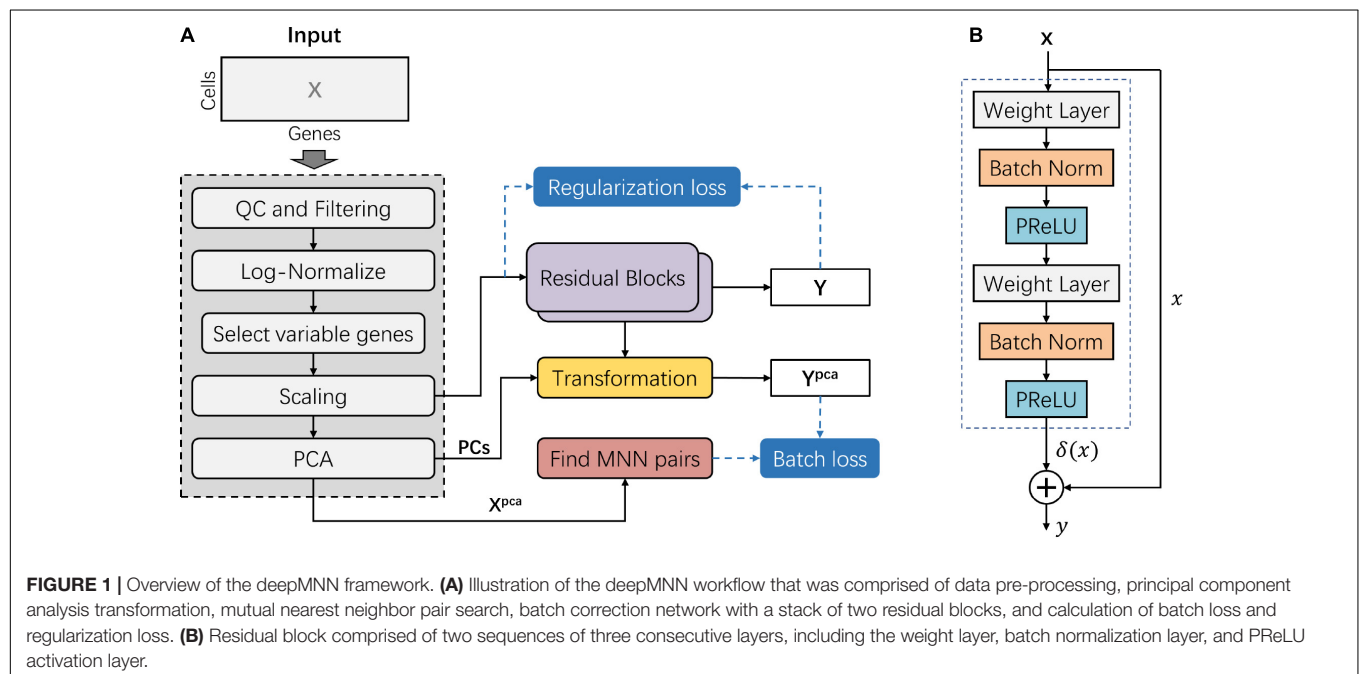 A
Input
Cells
X
Genes
QC and Filtering
Log-Normalize
Select variable genes
Scaling
PCA
PCs
Xpca
Regularization loss
Residual Blocks
Y
Transformation
Ypca
Find MNN pairs
Batch loss
B
x
Weight Layer
Batch Norm
PReLU
Weight Layer
Batch Norm
PReLU
x
δ(x)
+
y
FIGURE 1 | Overview of the deepMNN framework. (A) Illustration of the deepMNN workflow that was comprised of data pre-processing, principal component
analysis transformation, mutual nearest neighbor pair search, batch correction network with a stack of two residual blocks, and calculation of batch loss and
regularization loss. (B) Residual block comprised of two sequences of three consecutive layers, including the weight layer, batch normalization layer, and PReLU
activation layer.